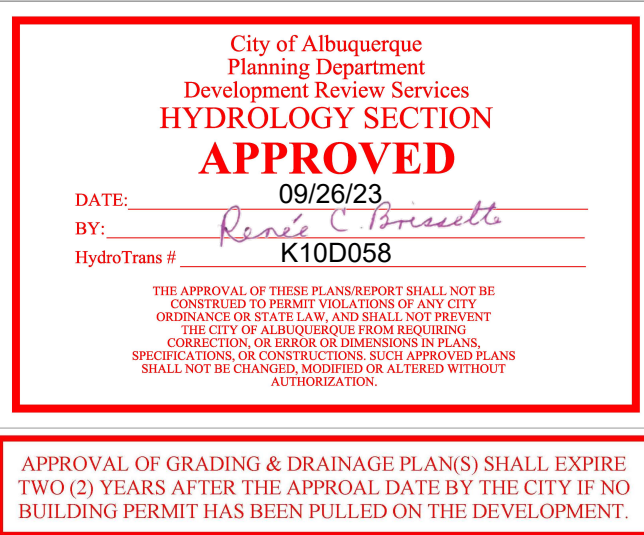 City of Albuquerque
Planning Department
Development Review Services
HYDROLOGY SECTION
APPROVED
DATE: 09/26/23
BY: Renée C. Brissette
HydroTrans # K10D058
THE APPROVAL OF THESE PLANS/REPORT SHALL NOT BE
CONSTRUED TO PERMIT VIOLATIONS OF ANY CITY
ORDINANCE OR STATE LAW, AND SHALL NOT PREVENT
THE CITY OF ALBUQUERQUE FROM REQUIRING
CORRECTION, OR ERROR OR DIMENSIONS IN PLANS,
SPECIFICATIONS, OR CONSTRUCTIONS. SUCH APPROVED PLANS
SHALL NOT BE CHANGED, MODIFIED OR ALTERED WITHOUT
AUTHORIZATION.
APPROVAL OF GRADING & DRAINAGE PLAN(S) SHALL EXPIRE
TWO (2) YEARS AFTER THE APPROAL DATE BY THE CITY IF NO
BUILDING PERMIT HAS BEEN PULLED ON THE DEVELOPMENT.